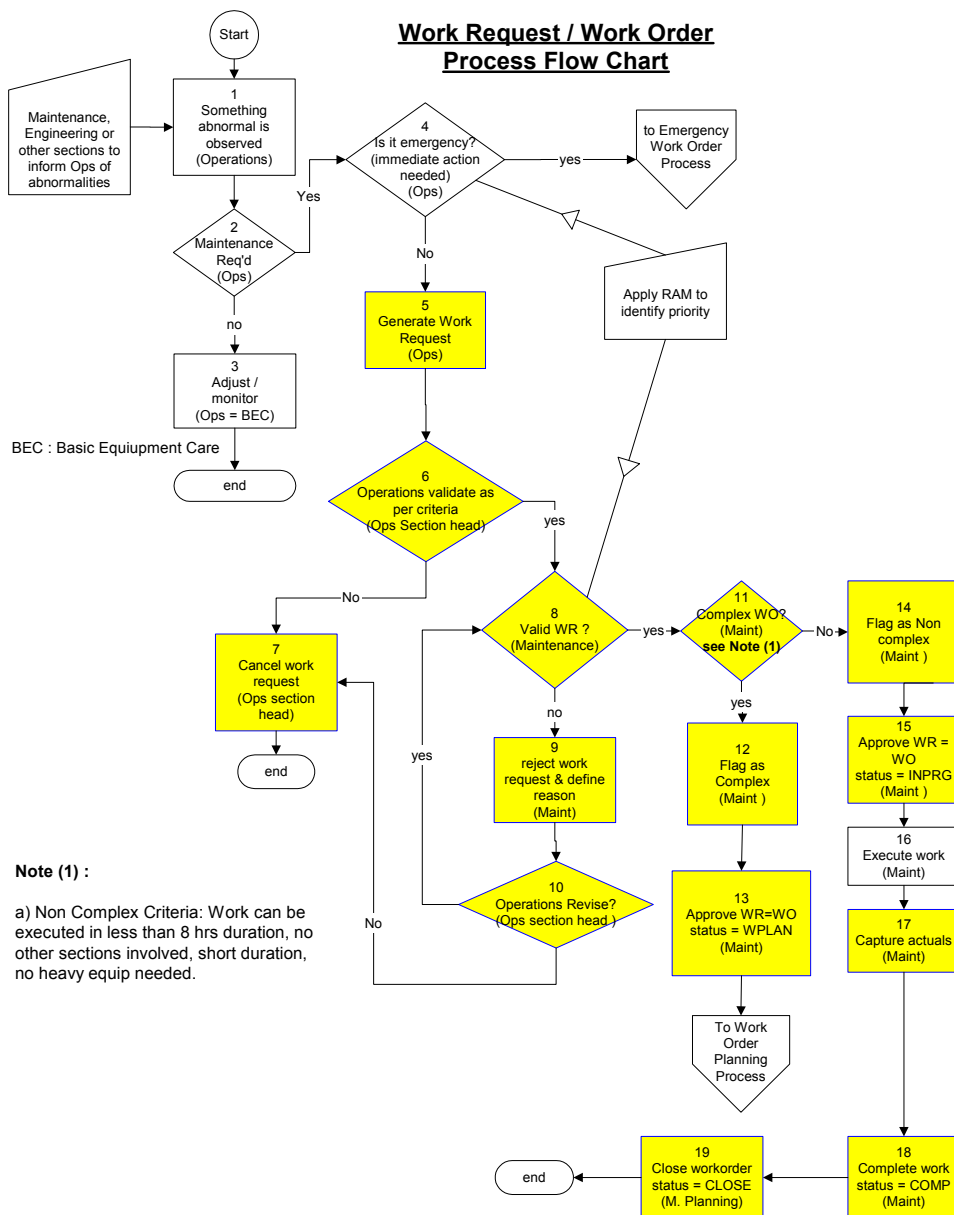 Work Request / Work Order
Process Flow Chart
Start
Maintenance,
Engineering or
other sections to
inform Ops of
abnormalities
1
Something
abnormal is
observed
(Operations)
Yes
2
Maintenance
Req'd
(Ops)
no
3
Adjust /
monitor
(Ops = BEC)
BEC : Basic Equiupment Care
end
4
Is it emergency?
(immediate action
needed)
(Ops)
yes
to Emergency
Work Order
Process
No
Apply RAM to
identify priority
5
Generate Work
Request
(Ops)
6
Operations validate as
per criteria
(Ops Section head)
yes
No
7
Cancel work
request
(Ops section
head)
end
8
Valid WR ?
(Maintenance)
yes
no
9
reject work
request & define
reason
(Maint)
yes
10
Operations Revise?
(Ops section head )
No
11
Complex WO?
(Maint)
see Note (1)
No
yes
12
Flag as
Complex
(Maint )
13
Approve WR=WO
status = WPLAN
(Maint)
To Work
Order
Planning
Process
14
Flag as Non
complex
(Maint )
15
Approve WR =
WO
status = INPRG
(Maint )
16
Execute work
(Maint)
17
Capture actuals
(Maint)
18
Complete work
status = COMP
(Maint)
19
Close workorder
status = CLOSE
(M. Planning)
end
Note (1) :
a) Non Complex Criteria: Work can be
executed in less than 8 hrs duration, no
other sections involved, short duration,
no heavy equip needed.